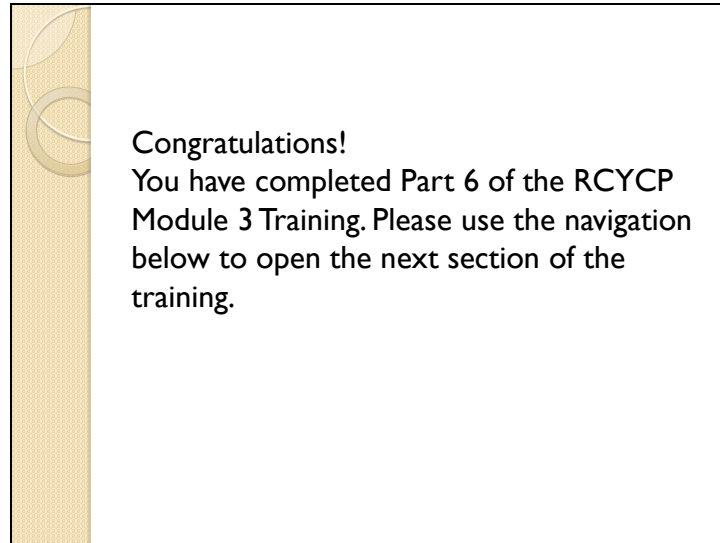 Congratulations!
You have completed Part 6 of the RCYCP
Module 3 Training. Please use the navigation
below to open the next section of the
training.